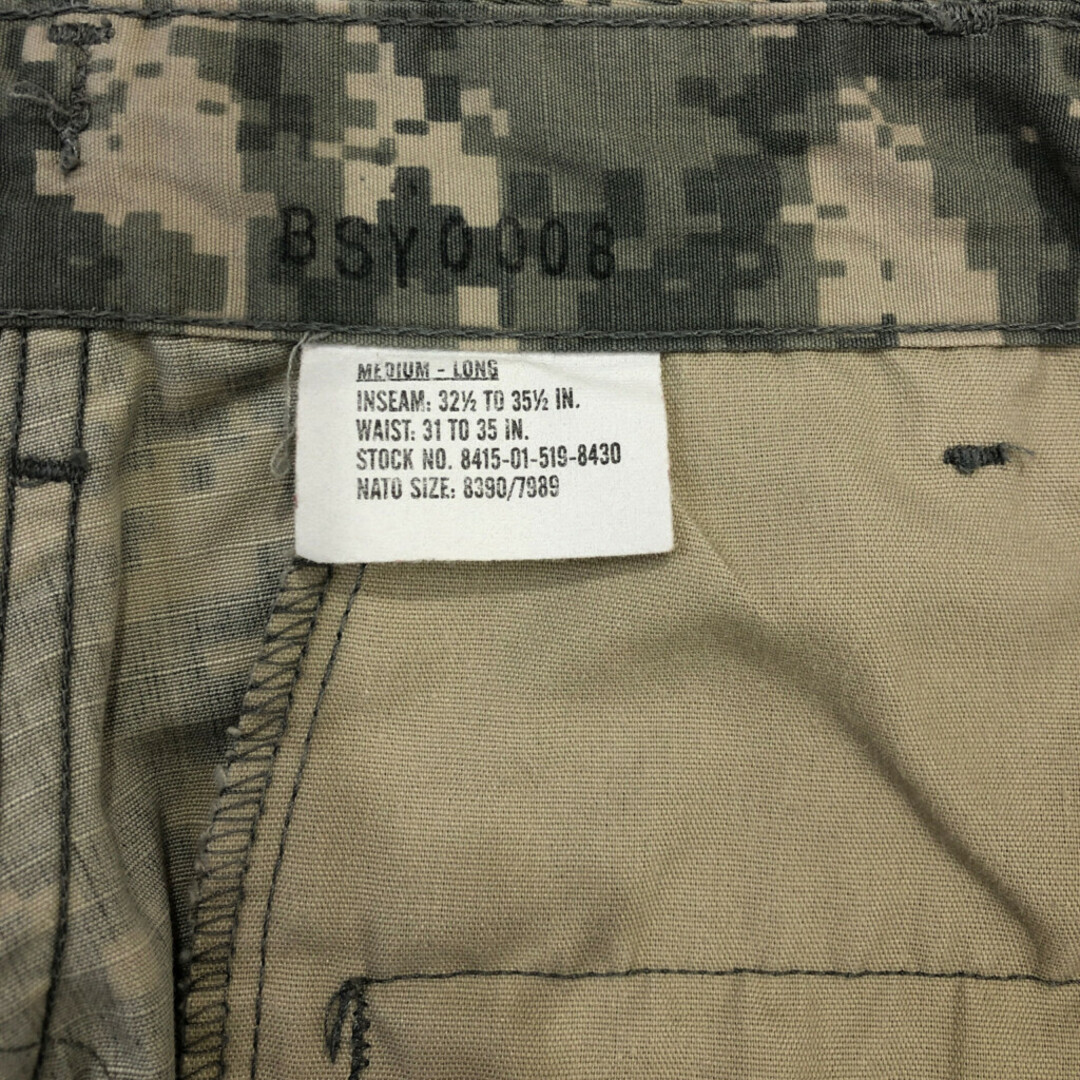 BSY0008
MEDIUM - LONG
INSEAM: 32½ TO 35½ IN.
WAIST: 31 TO 35 IN.
STOCK NO. 8415-01-519-8430
NATO SIZE: 8390/7989